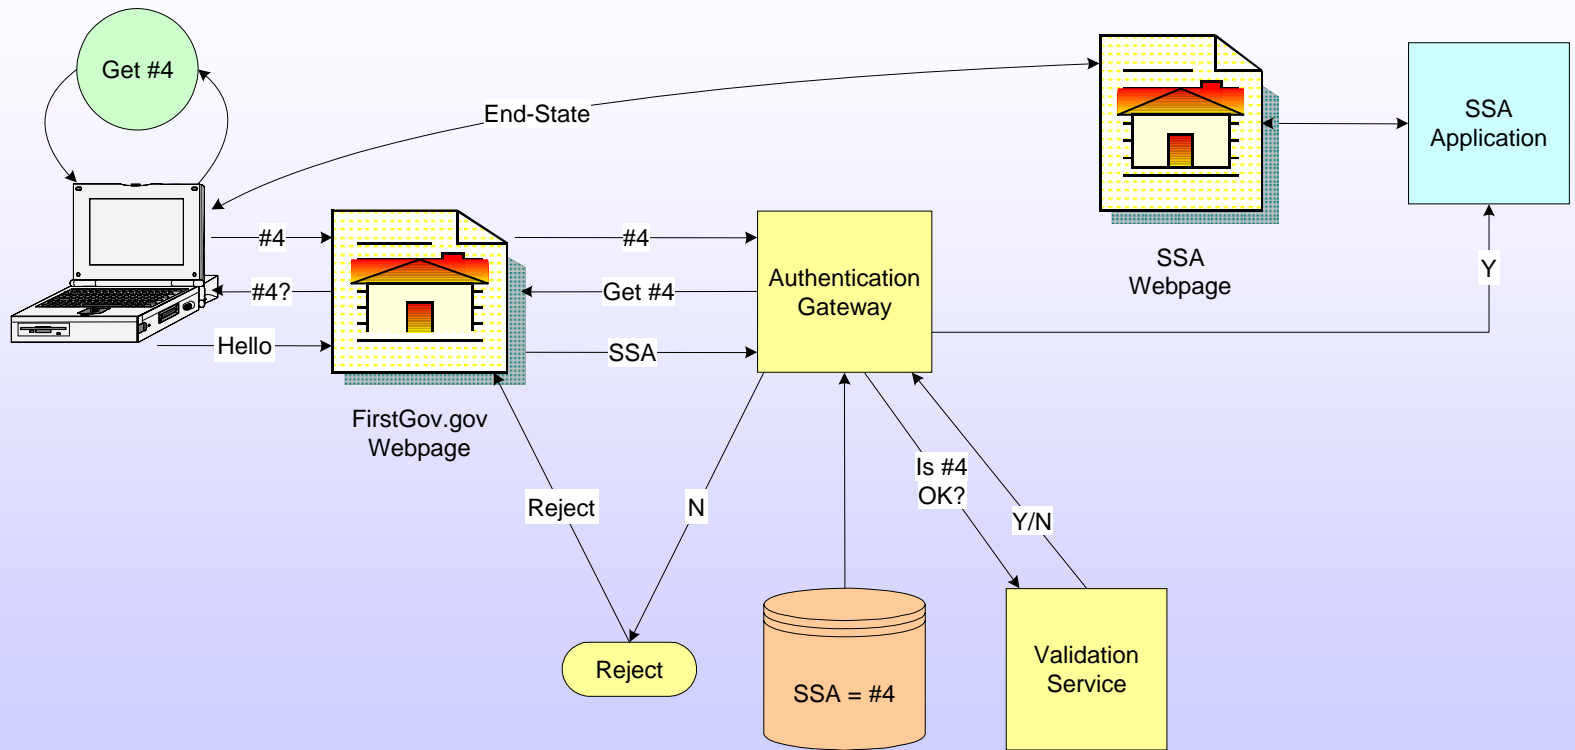 Get #4
End-State
SSA
Application
#4
#4
#4?
Get #4
Hello
SSA
Authentication
Gateway
SSA
Webpage
Y
FirstGov.gov
Webpage
Reject
N
Is #4
OK?
Y/N
Reject
SSA = #4
Validation
Service